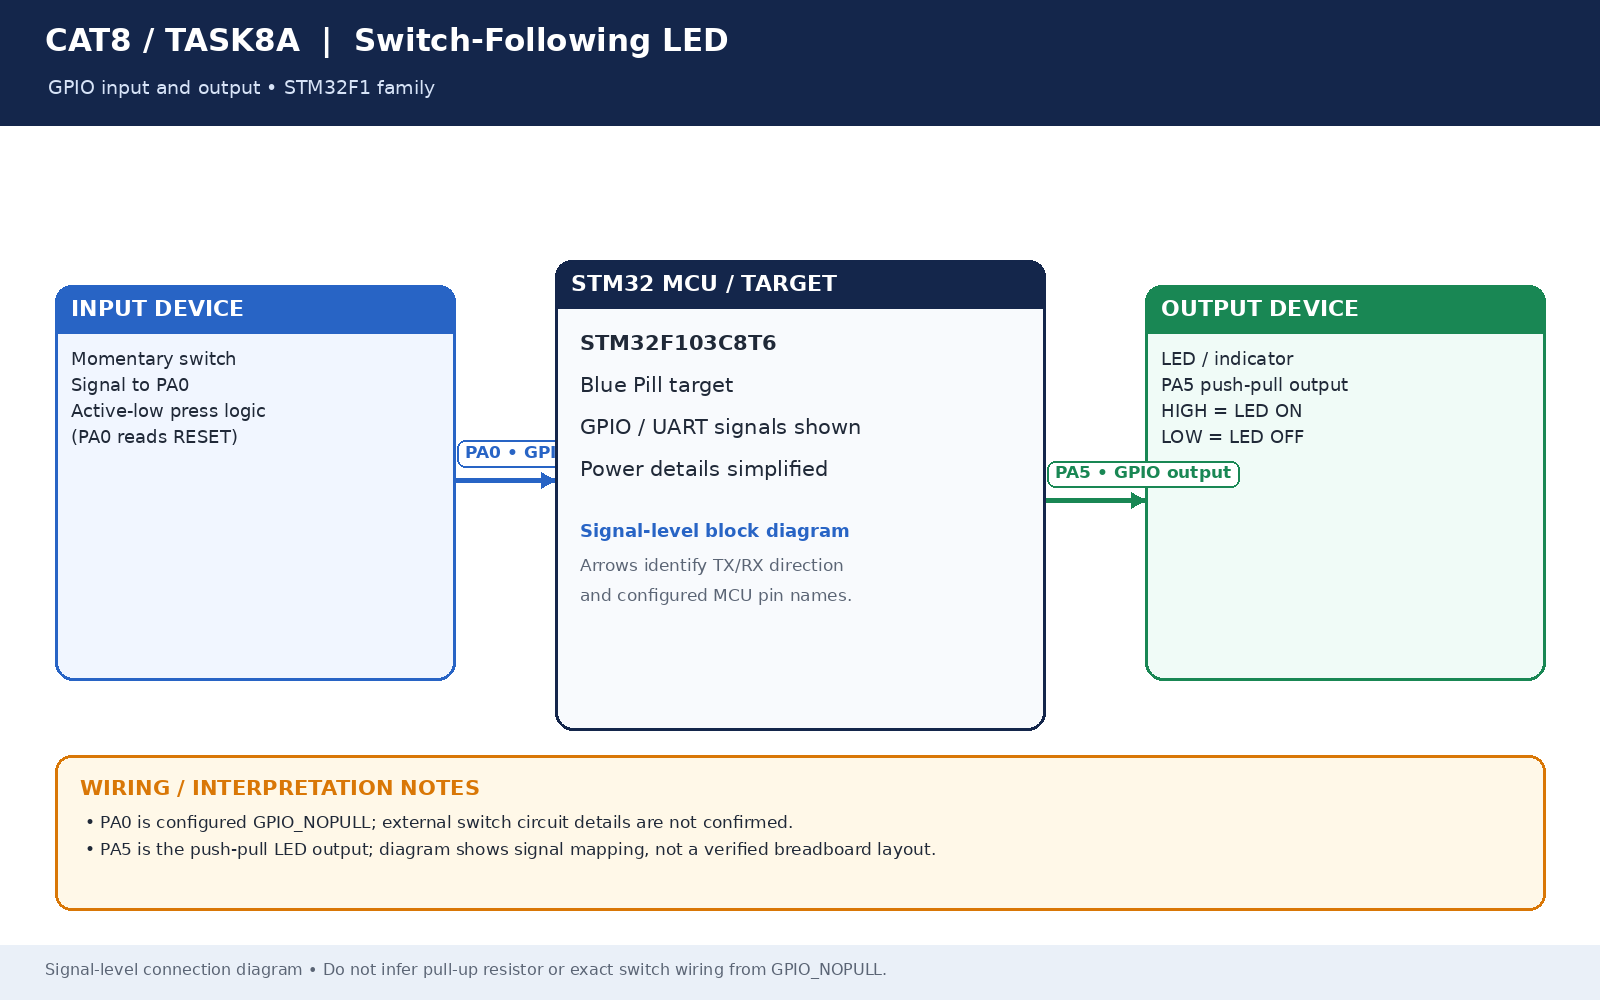 CAT8 / TASK8A | Switch-Following LED
GPIO input and output • STM32F1 family
INPUT DEVICE
Momentary switch
Signal to PA0
Active-low press logic
(PA0 reads RESET)
PA0 • GPI
STM32 MCU / TARGET
STM32F103C8T6
Blue Pill target
GPIO / UART signals shown
Power details simplified
Signal-level block diagram
Arrows identify TX/RX direction
and configured MCU pin names.
OUTPUT DEVICE
LED / indicator
PA5 push-pull output
HIGH = LED ON
LOW = LED OFF
PA5 • GPIO output
WIRING / INTERPRETATION NOTES
• PA0 is configured GPIO_NOPULL; external switch circuit details are not confirmed.
• PA5 is the push-pull LED output; diagram shows signal mapping, not a verified breadboard layout.
Signal-level connection diagram • Do not infer pull-up resistor or exact switch wiring from GPIO_NOPULL.